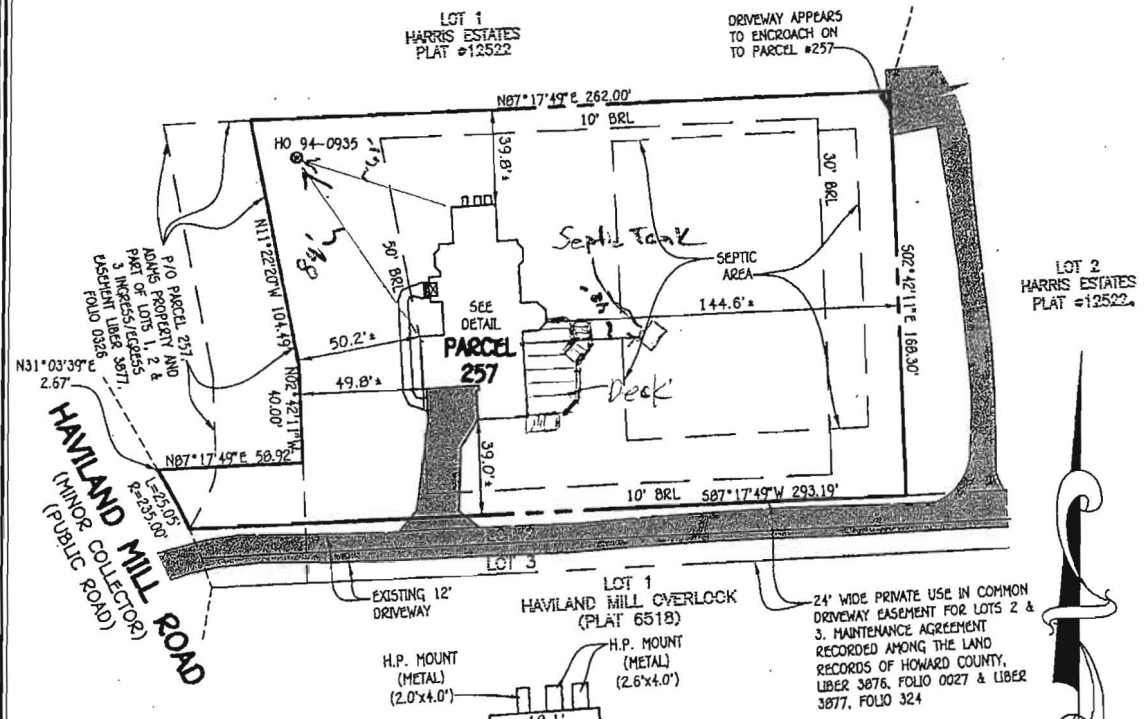 LOT 1
HARRIS ESTATES
PLAT #12522
DRIVEWAY APPEARS
TO ENCROACH ON
TO PARCEL #257
N87°17'49"E 262.00'
10' BRL
HO 94-0935
39.8'±
30' BRL
50' BRL
N11°22'20"W 104.49'
P/O PARCEL 257,
ADAMS PROPERTY AND
PART OF LOTS 1, 2 &
3 INGRESS/EGRESS
EASEMENT LIBER 3877,
FOLIO 0326
Septic Tank
SEPTIC
AREA
SEE
DETAIL
PARCEL
257
144.6'±
S02°42'11"E 160.30'
LOT 2
HARRIS ESTATES
PLAT #12522
50.2'±
49.8'±
Deck
N31°03'39"E
2.67'
N02°42'11"W
40.00'
N87°17'49"E 58.92'
39.0'±
L=25.05'
R=235.00'
10' BRL
S87°17'49"W 293.19'
HAVILAND MILL ROAD
(MINOR COLLECTOR)
(PUBLIC ROAD)
LOT 2
LOT 3
EXISTING 12'
DRIVEWAY
LOT 1
HAVILAND MILL OVERLOOK
(PLAT 6518)
24' WIDE PRIVATE USE IN COMMON
DRIVEWAY EASEMENT FOR LOTS 2 &
3. MAINTENANCE AGREEMENT
RECORDED AMONG THE LAND
RECORDS OF HOWARD COUNTY,
LIBER 3876, FOLIO 0027 & LIBER
3877, FOLIO 324
H.P. MOUNT
(METAL)
(2.0'x4.0')
H.P. MOUNT
(METAL)
(2.6'x4.0')